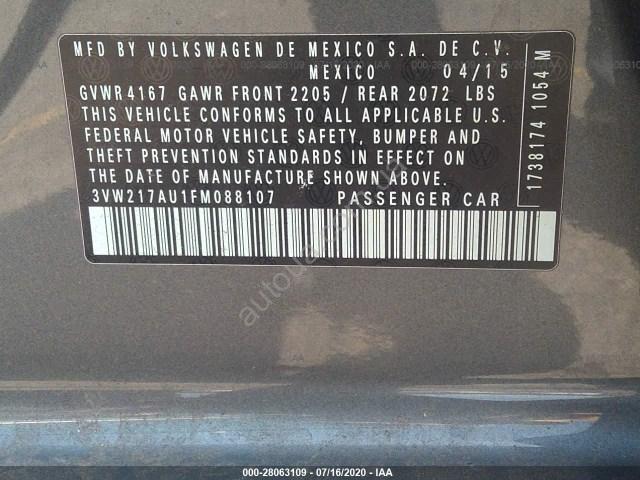 MFD BY VOLKSWAGEN DE MEXICO S.A. DE C.V.
MEXICO 04/15
GVWR 4167 GAWR FRONT 2205 / REAR 2072 LBS
THIS VEHICLE CONFORMS TO ALL APPLICABLE U.S.
FEDERAL MOTOR VEHICLE SAFETY, BUMPER AND
THEFT PREVENTION STANDARDS IN EFFECT ON
THE DATE OF MANUFACTURE SHOWN ABOVE.
3VW217AU1FM088107 PASSENGER CAR
1738174 1054 M
autoua.com
000-28063109 - 07/16/2020 - IAA